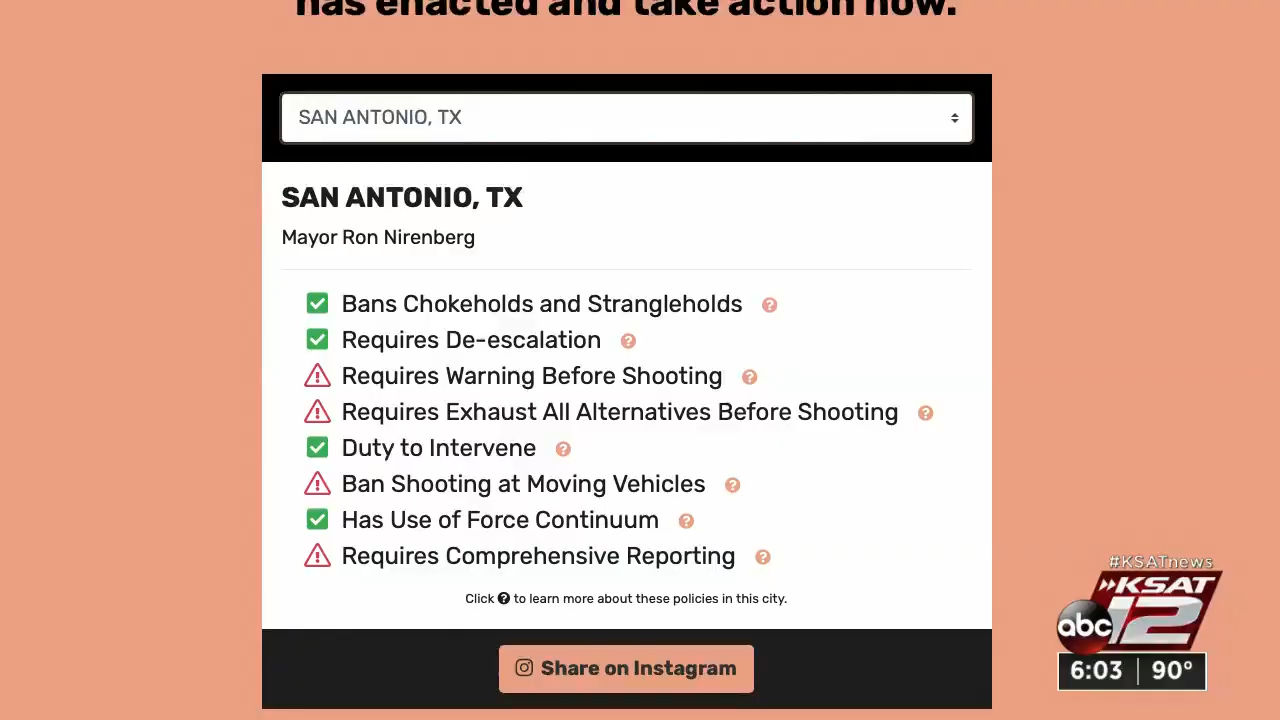 has enacted and take action now.
SAN ANTONIO, TX
SAN ANTONIO, TX
Mayor Ron Nirenberg
Bans Chokeholds and Strangleholds ?
Requires De-escalation ?
Requires Warning Before Shooting ?
Requires Exhaust All Alternatives Before Shooting ?
Duty to Intervene ?
Ban Shooting at Moving Vehicles ?
Has Use of Force Continuum ?
Requires Comprehensive Reporting ?
Click ? to learn more about these policies in this city.
Share on Instagram
#KSATnews
KSAT
abc 12
6:03 90°